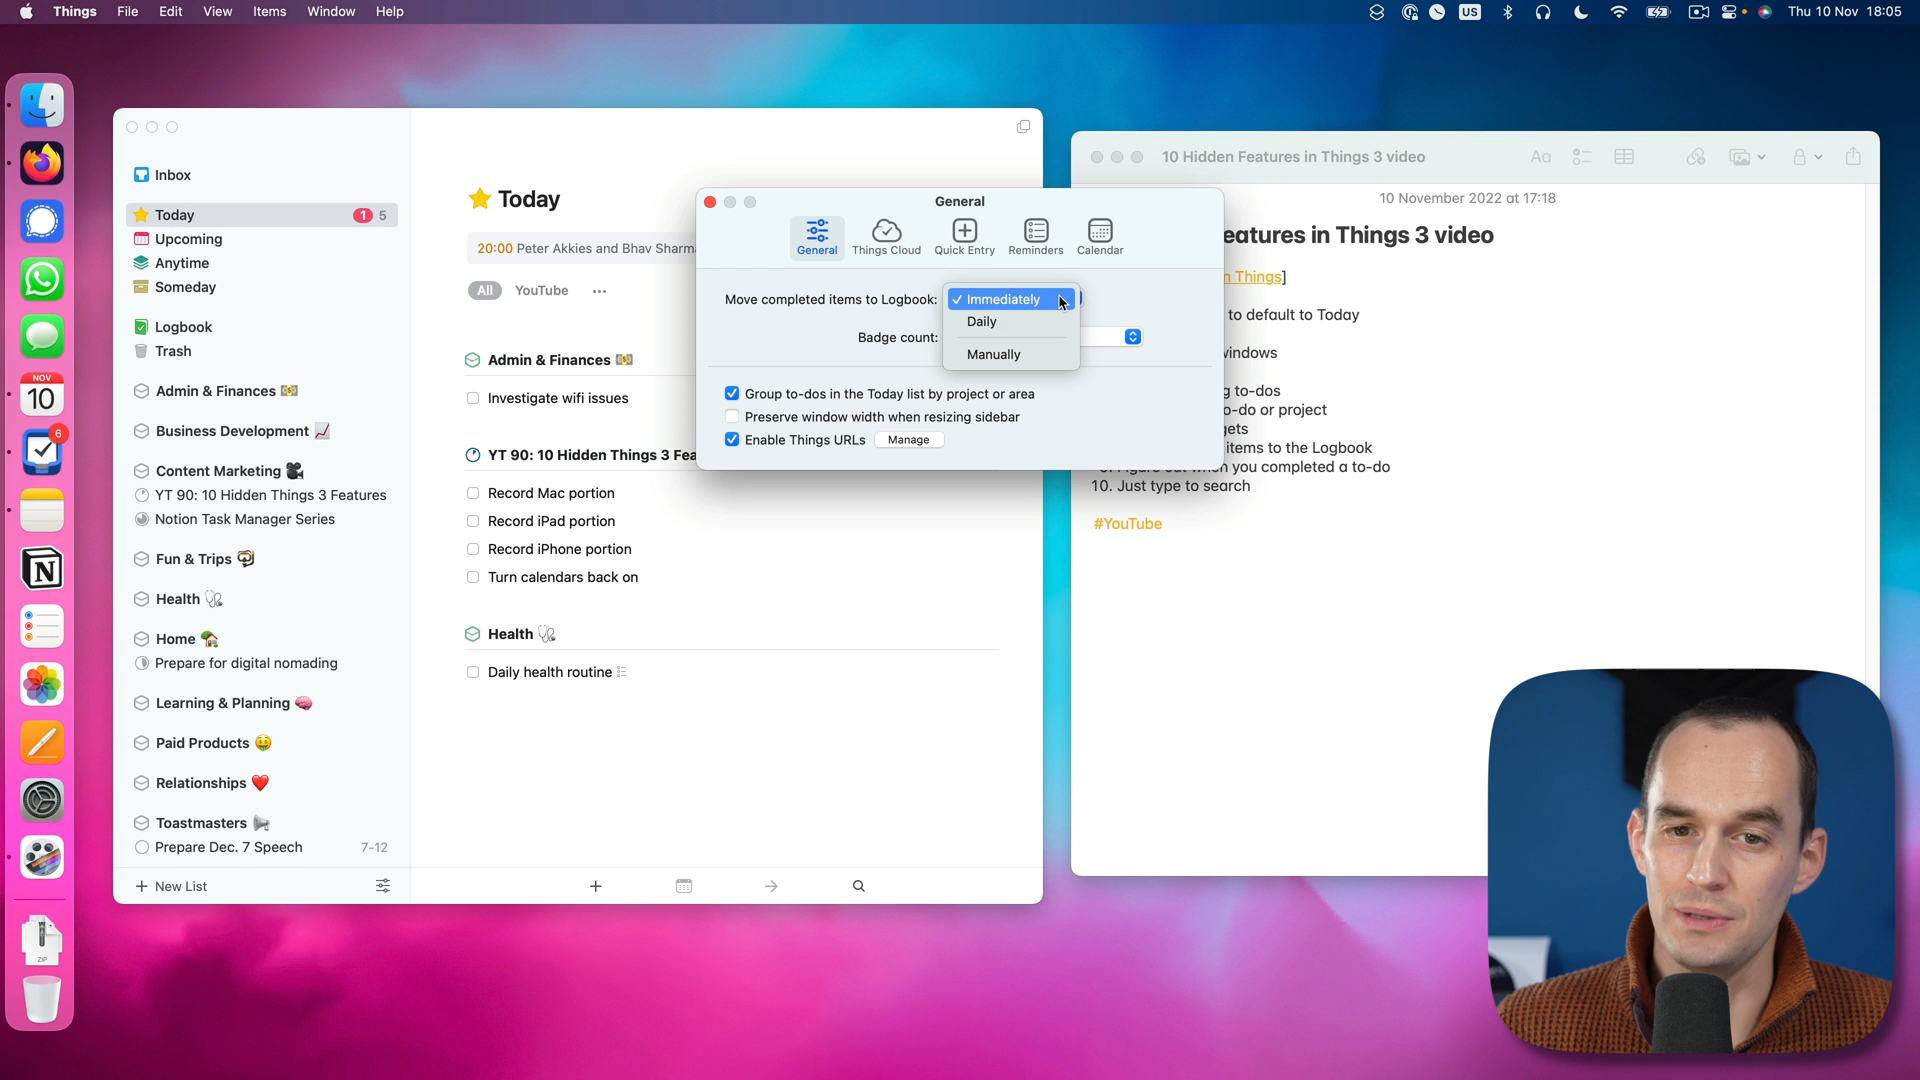 Things File Edit View Items Window Help
US
Thu 10 Nov 18:05
Inbox
Today 1 5
Upcoming
Anytime
Someday
Logbook
Trash
Admin & Finances
Business Development
Content Marketing
YT 90: 10 Hidden Things 3 Features
Notion Task Manager Series
Fun & Trips
Health
Home
Prepare for digital nomading
Learning & Planning
Paid Products
Relationships
Toastmasters
Prepare Dec. 7 Speech 7-12
New List
NOV
10
6
ZIP
Today
20:00 Peter Akkies and Bhav Sharma
All YouTube
Admin & Finances
Investigate wifi issues
YT 90: 10 Hidden Things 3 Fea
Record Mac portion
Record iPad portion
Record iPhone portion
Turn calendars back on
Health
Daily health routine
General
General Things Cloud Quick Entry Reminders Calendar
Move completed items to Logbook: Immediately
Daily
Badge count:
Manually
Group to-dos in the Today list by project or area
Preserve window width when resizing sidebar
Enable Things URLs Manage
10 Hidden Features in Things 3 video
Aa
10 November 2022 at 17:18
eatures in Things 3 video
n Things]
to default to Today
windows
g to-dos
o-do or project
gets
items to the Logbook
you completed a to-do
10. Just type to search
#YouTube